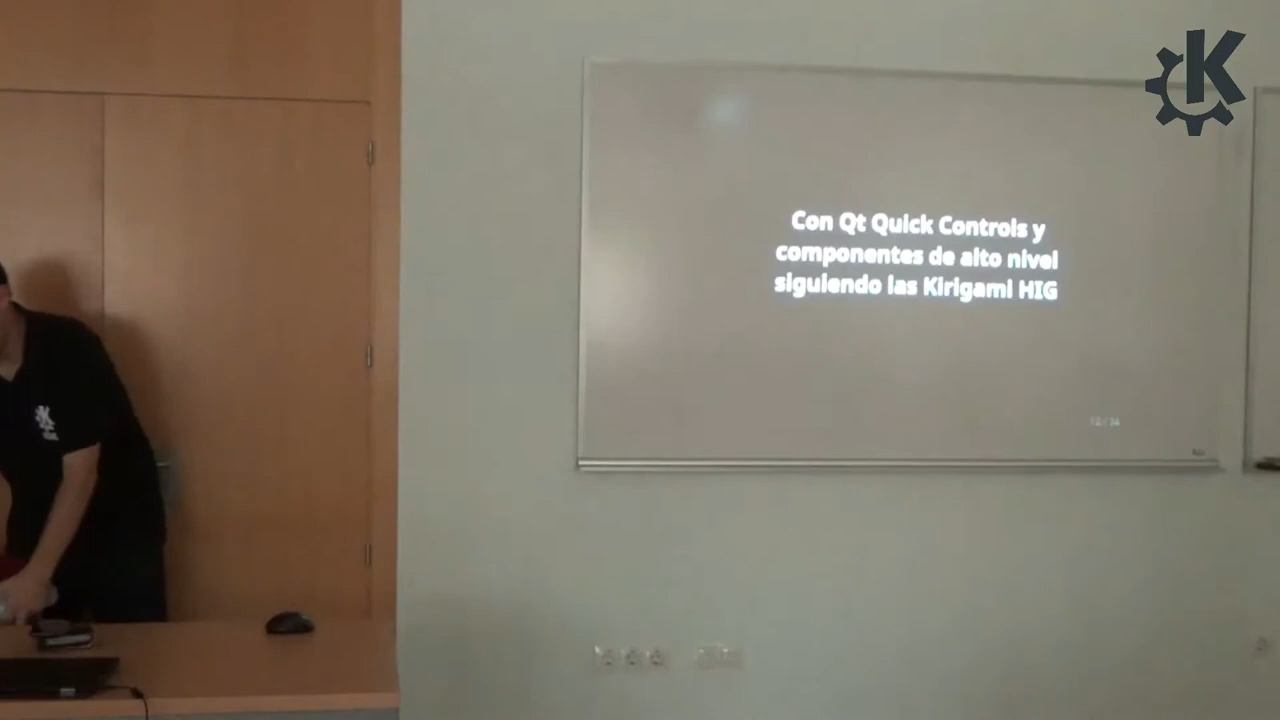 Con Qt Quick Controls y
componentes de alto nivel
siguiendo las Kirigami HIG